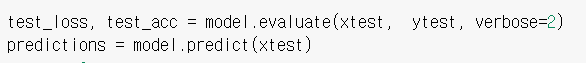 test_loss, test_acc = model.evaluate(xtest,  ytest, verbose=2)
predictions = model.predict(xtest)